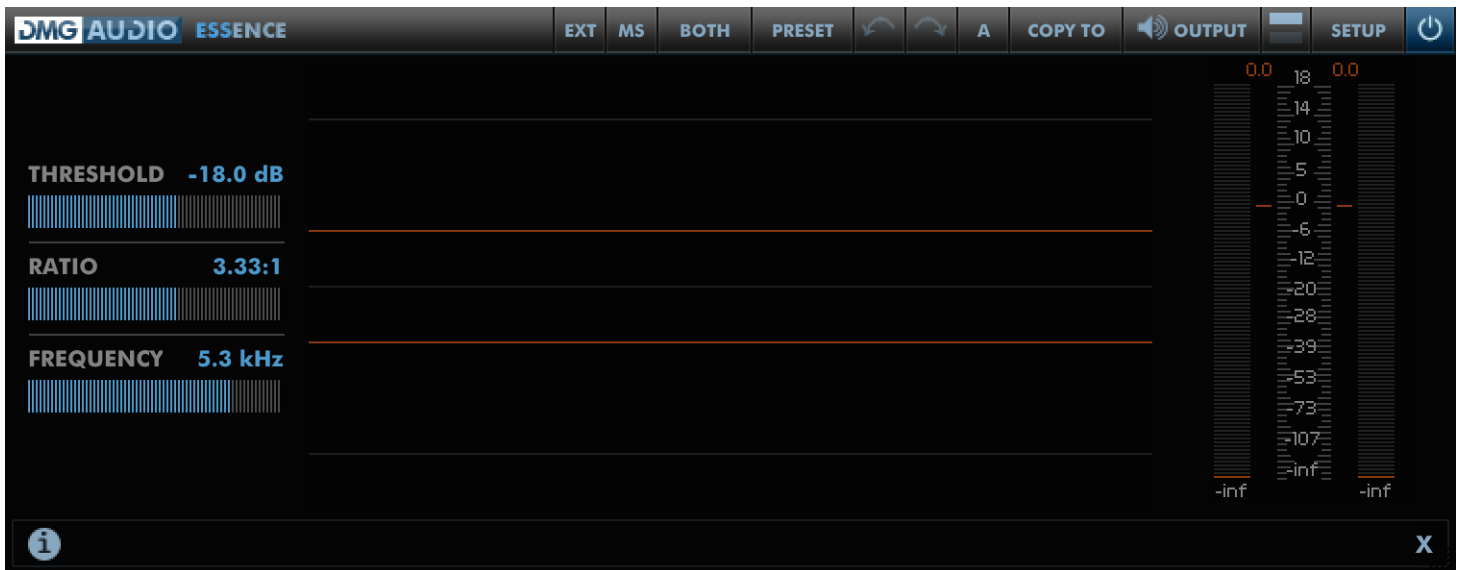 DMG AUDIO ESSENCE EXT MS BOTH PRESET A COPY TO OUTPUT SETUP
0.0 18 0.0
14
10
THRESHOLD -18.0 dB
5
0
-6
RATIO 3.33:1
-12
-20
-28
FREQUENCY 5.3 kHz
-39
-53
-73
-107
-inf
-inf -inf
i X